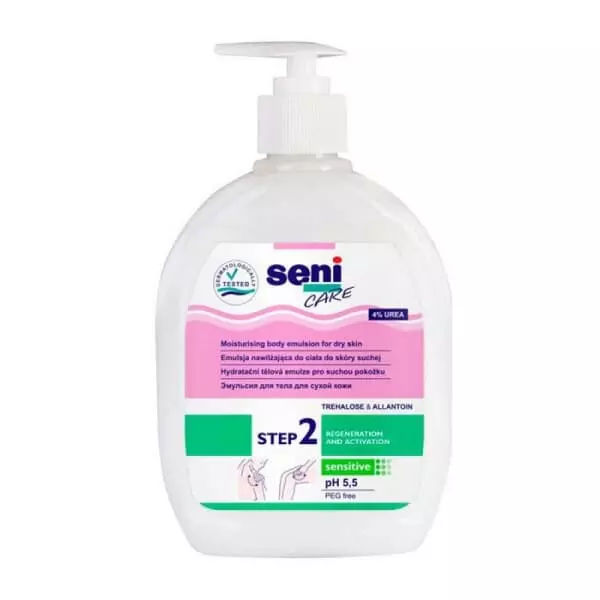 DERMATOLOGICALLY
TESTED
seni
CARE
4% UREA
Moisturising body emulsion for dry skin
Emulsja nawilżająca do ciała do skóry suchej
Hydratační tělová emulze pro suchou pokožku
Эмульсия для тела для сухой кожи
TREHALOSE & ALLANTOIN
STEP 2
REGENERATION
AND ACTIVATION
sensitive
pH 5,5
PEG free